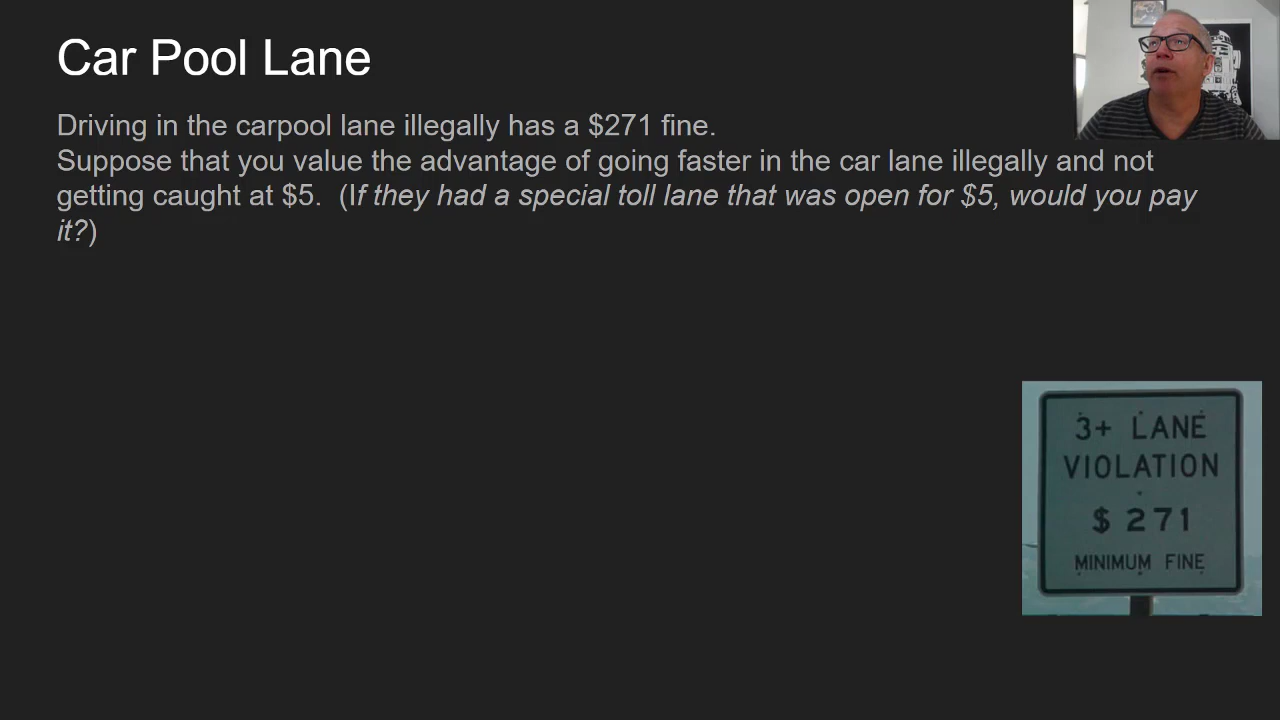 Car Pool Lane
Driving in the carpool lane illegally has a $271 fine.
Suppose that you value the advantage of going faster in the car lane illegally and not
getting caught at $5.  (If they had a special toll lane that was open for $5, would you pay
it?)
3+ LANE
VIOLATION
$ 271
MINIMUM FINE